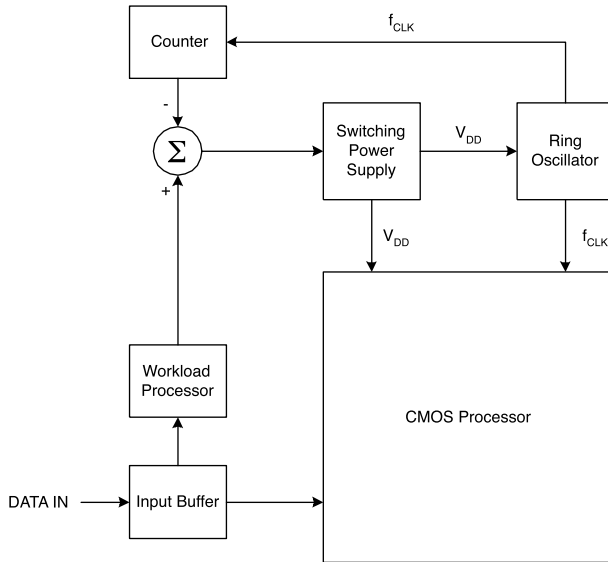 f_CLK
Counter
-
Σ
+
Switching
Power
Supply
V_DD
Ring
Oscillator
V_DD
f_CLK
Workload
Processor
CMOS Processor
DATA IN
Input Buffer